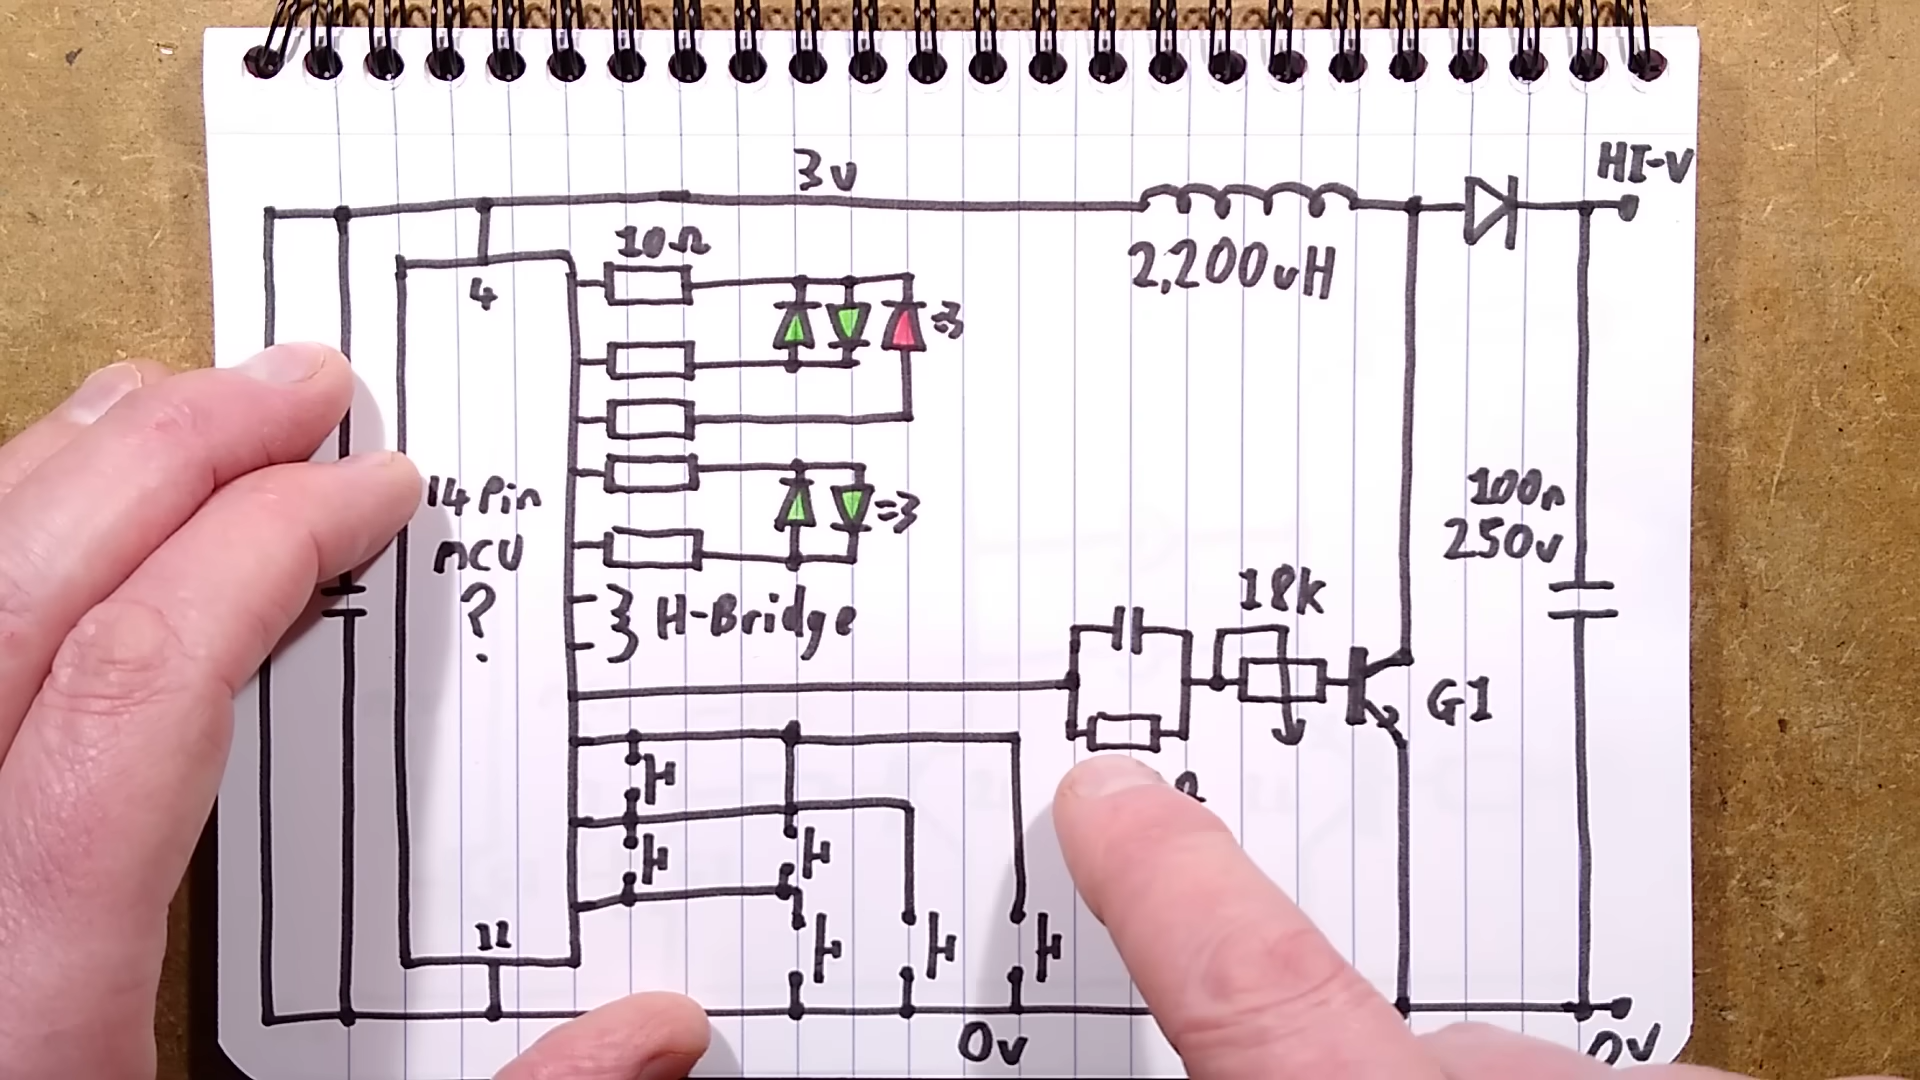 HI-V
3v
10Ω
2,200uH
4
=3
100n
250v
14 Pin
MCU
?
=3
H-Bridge
18k
G1
Ω
11
0v
0v